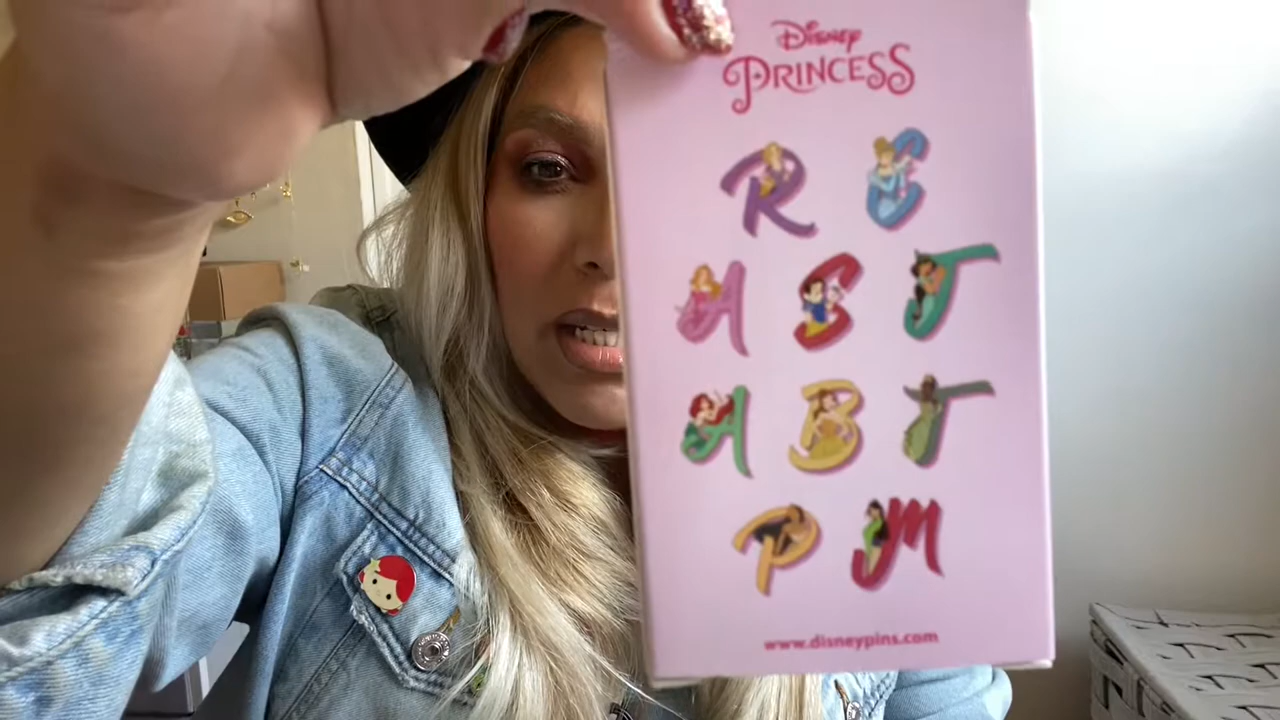 Disney
PRINCESS
R C
A S J
A B T
P M
www.disneypins.com